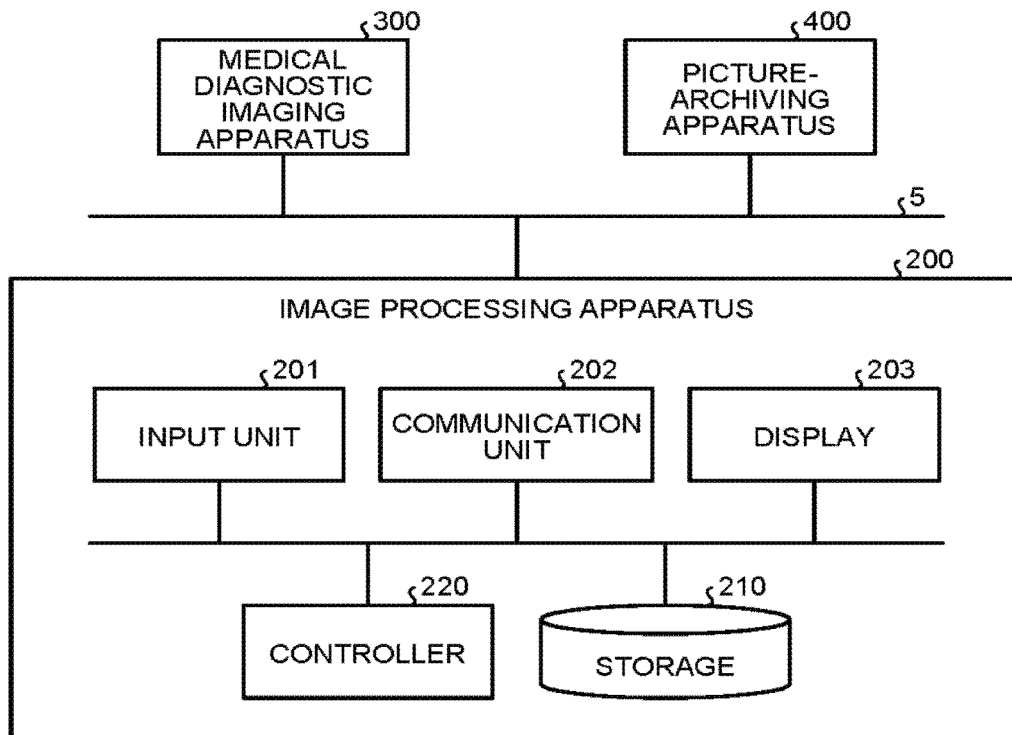 300
MEDICAL
DIAGNOSTIC
IMAGING
APPARATUS
400
PICTURE-
ARCHIVING
APPARATUS
5
200
IMAGE PROCESSING APPARATUS
201
INPUT UNIT
202
COMMUNICATION
UNIT
203
DISPLAY
220
CONTROLLER
210
STORAGE